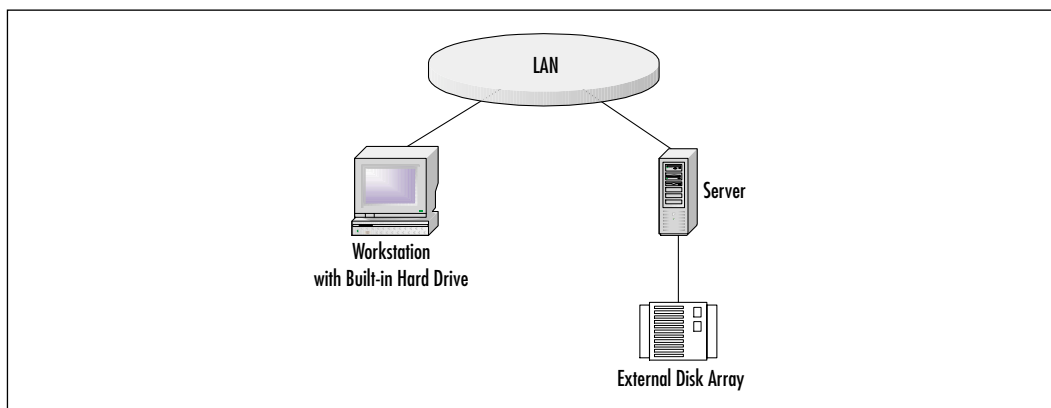 LAN
Server
Workstation
with Built-in Hard Drive
External Disk Array